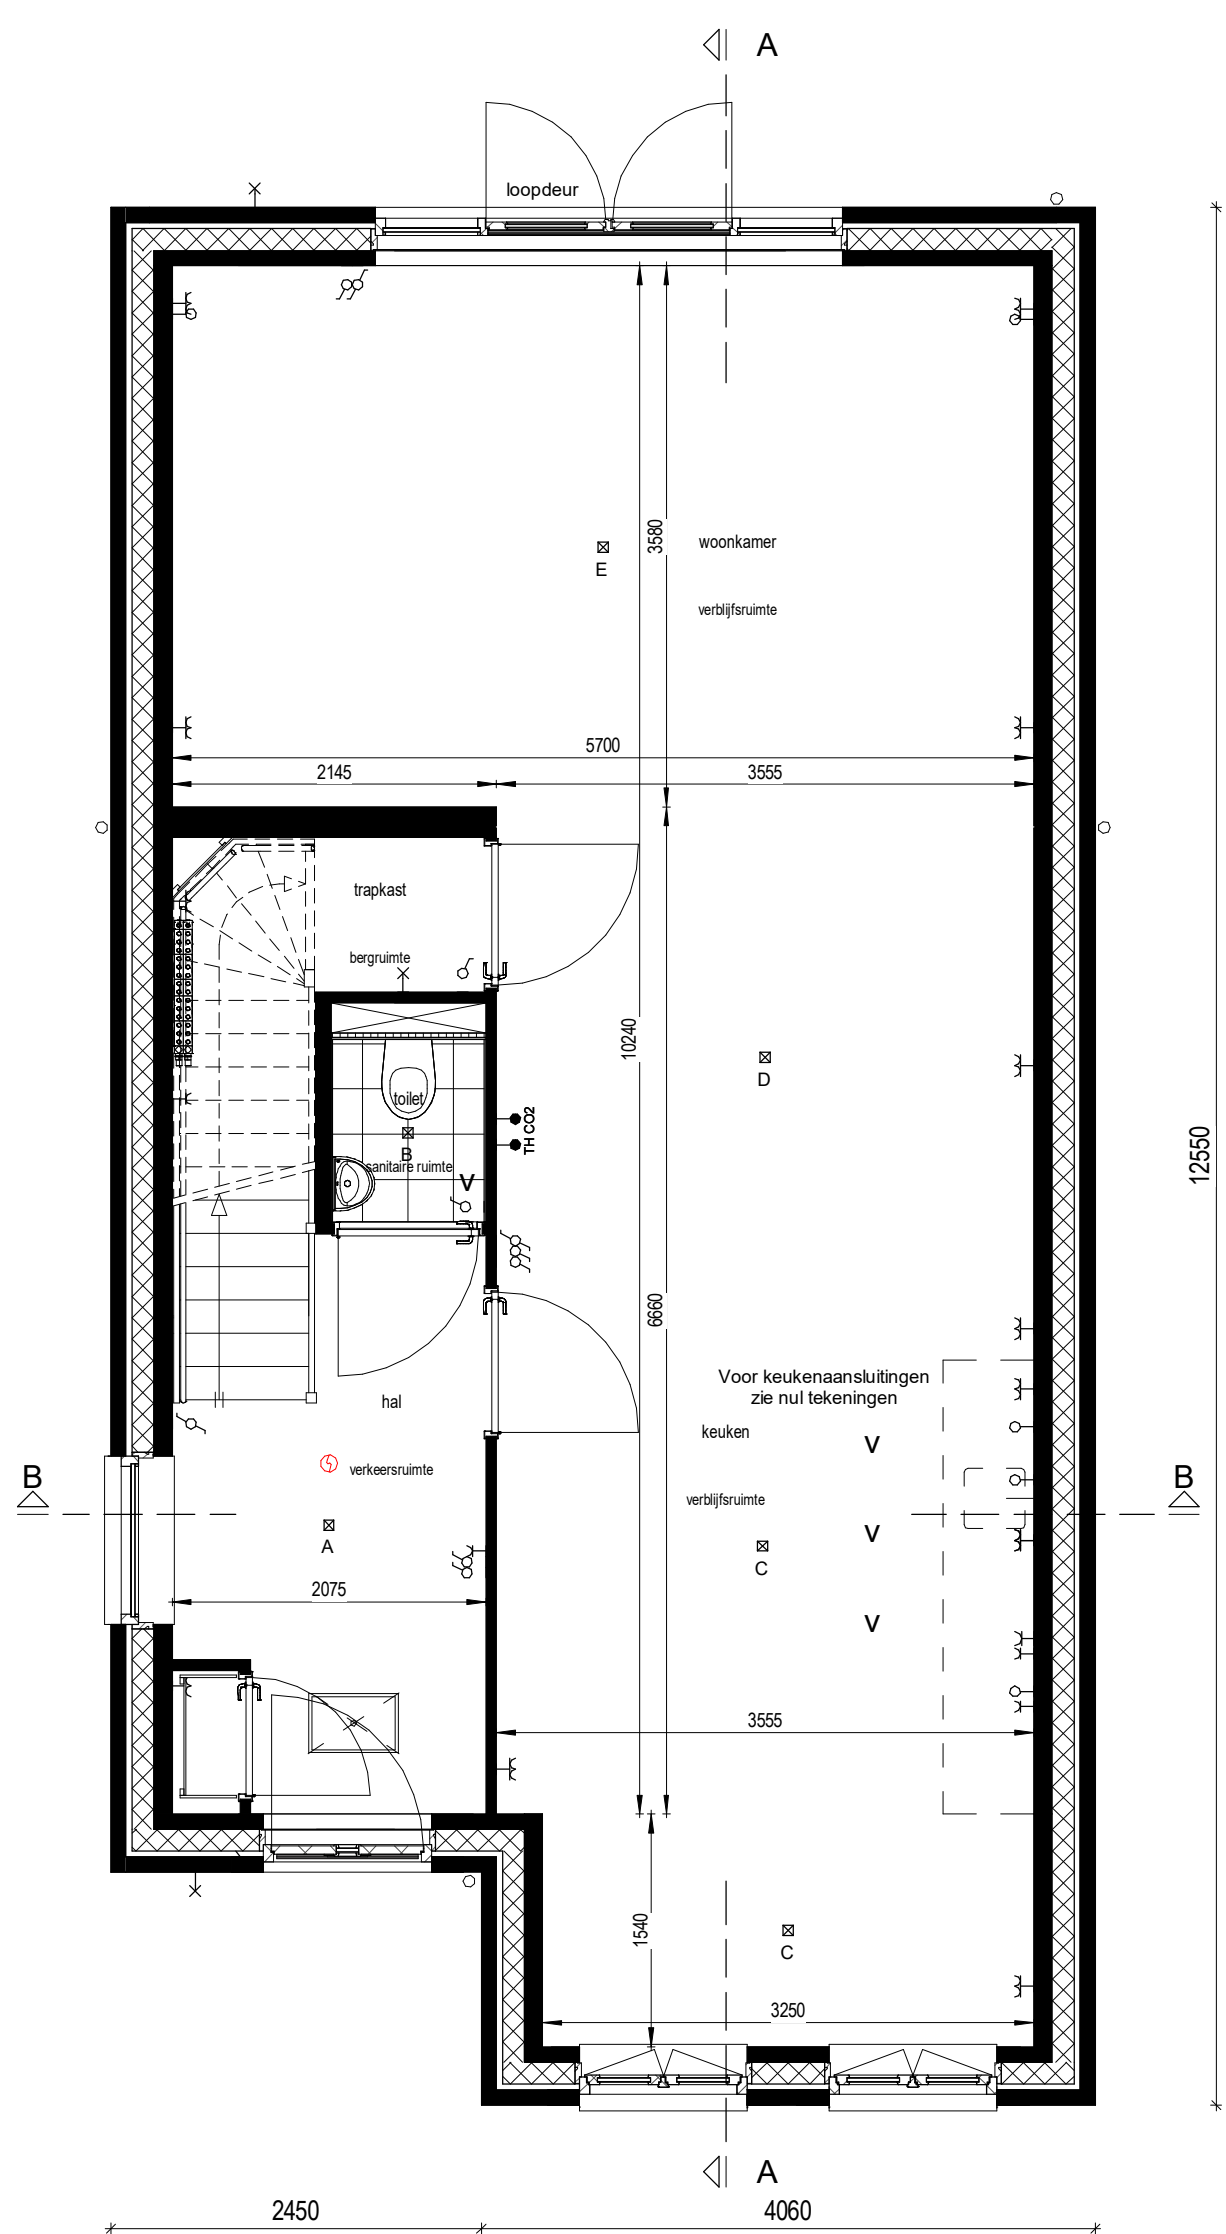 A
loopdeur
3580
woonkamer
E
verblijfsruimte
5700
2145
3555
trapkast
bergruimte
10240
D
toilet
B
sanitaire ruimte
V
TH CO2
12550
6660
Voor keukenaansluitingen
zie nul tekeningen
hal
keuken
V
verkeersruimte
verblijfsruimte
B
B
A
C
V
2075
V
3555
1540
C
3250
A
2450
4060